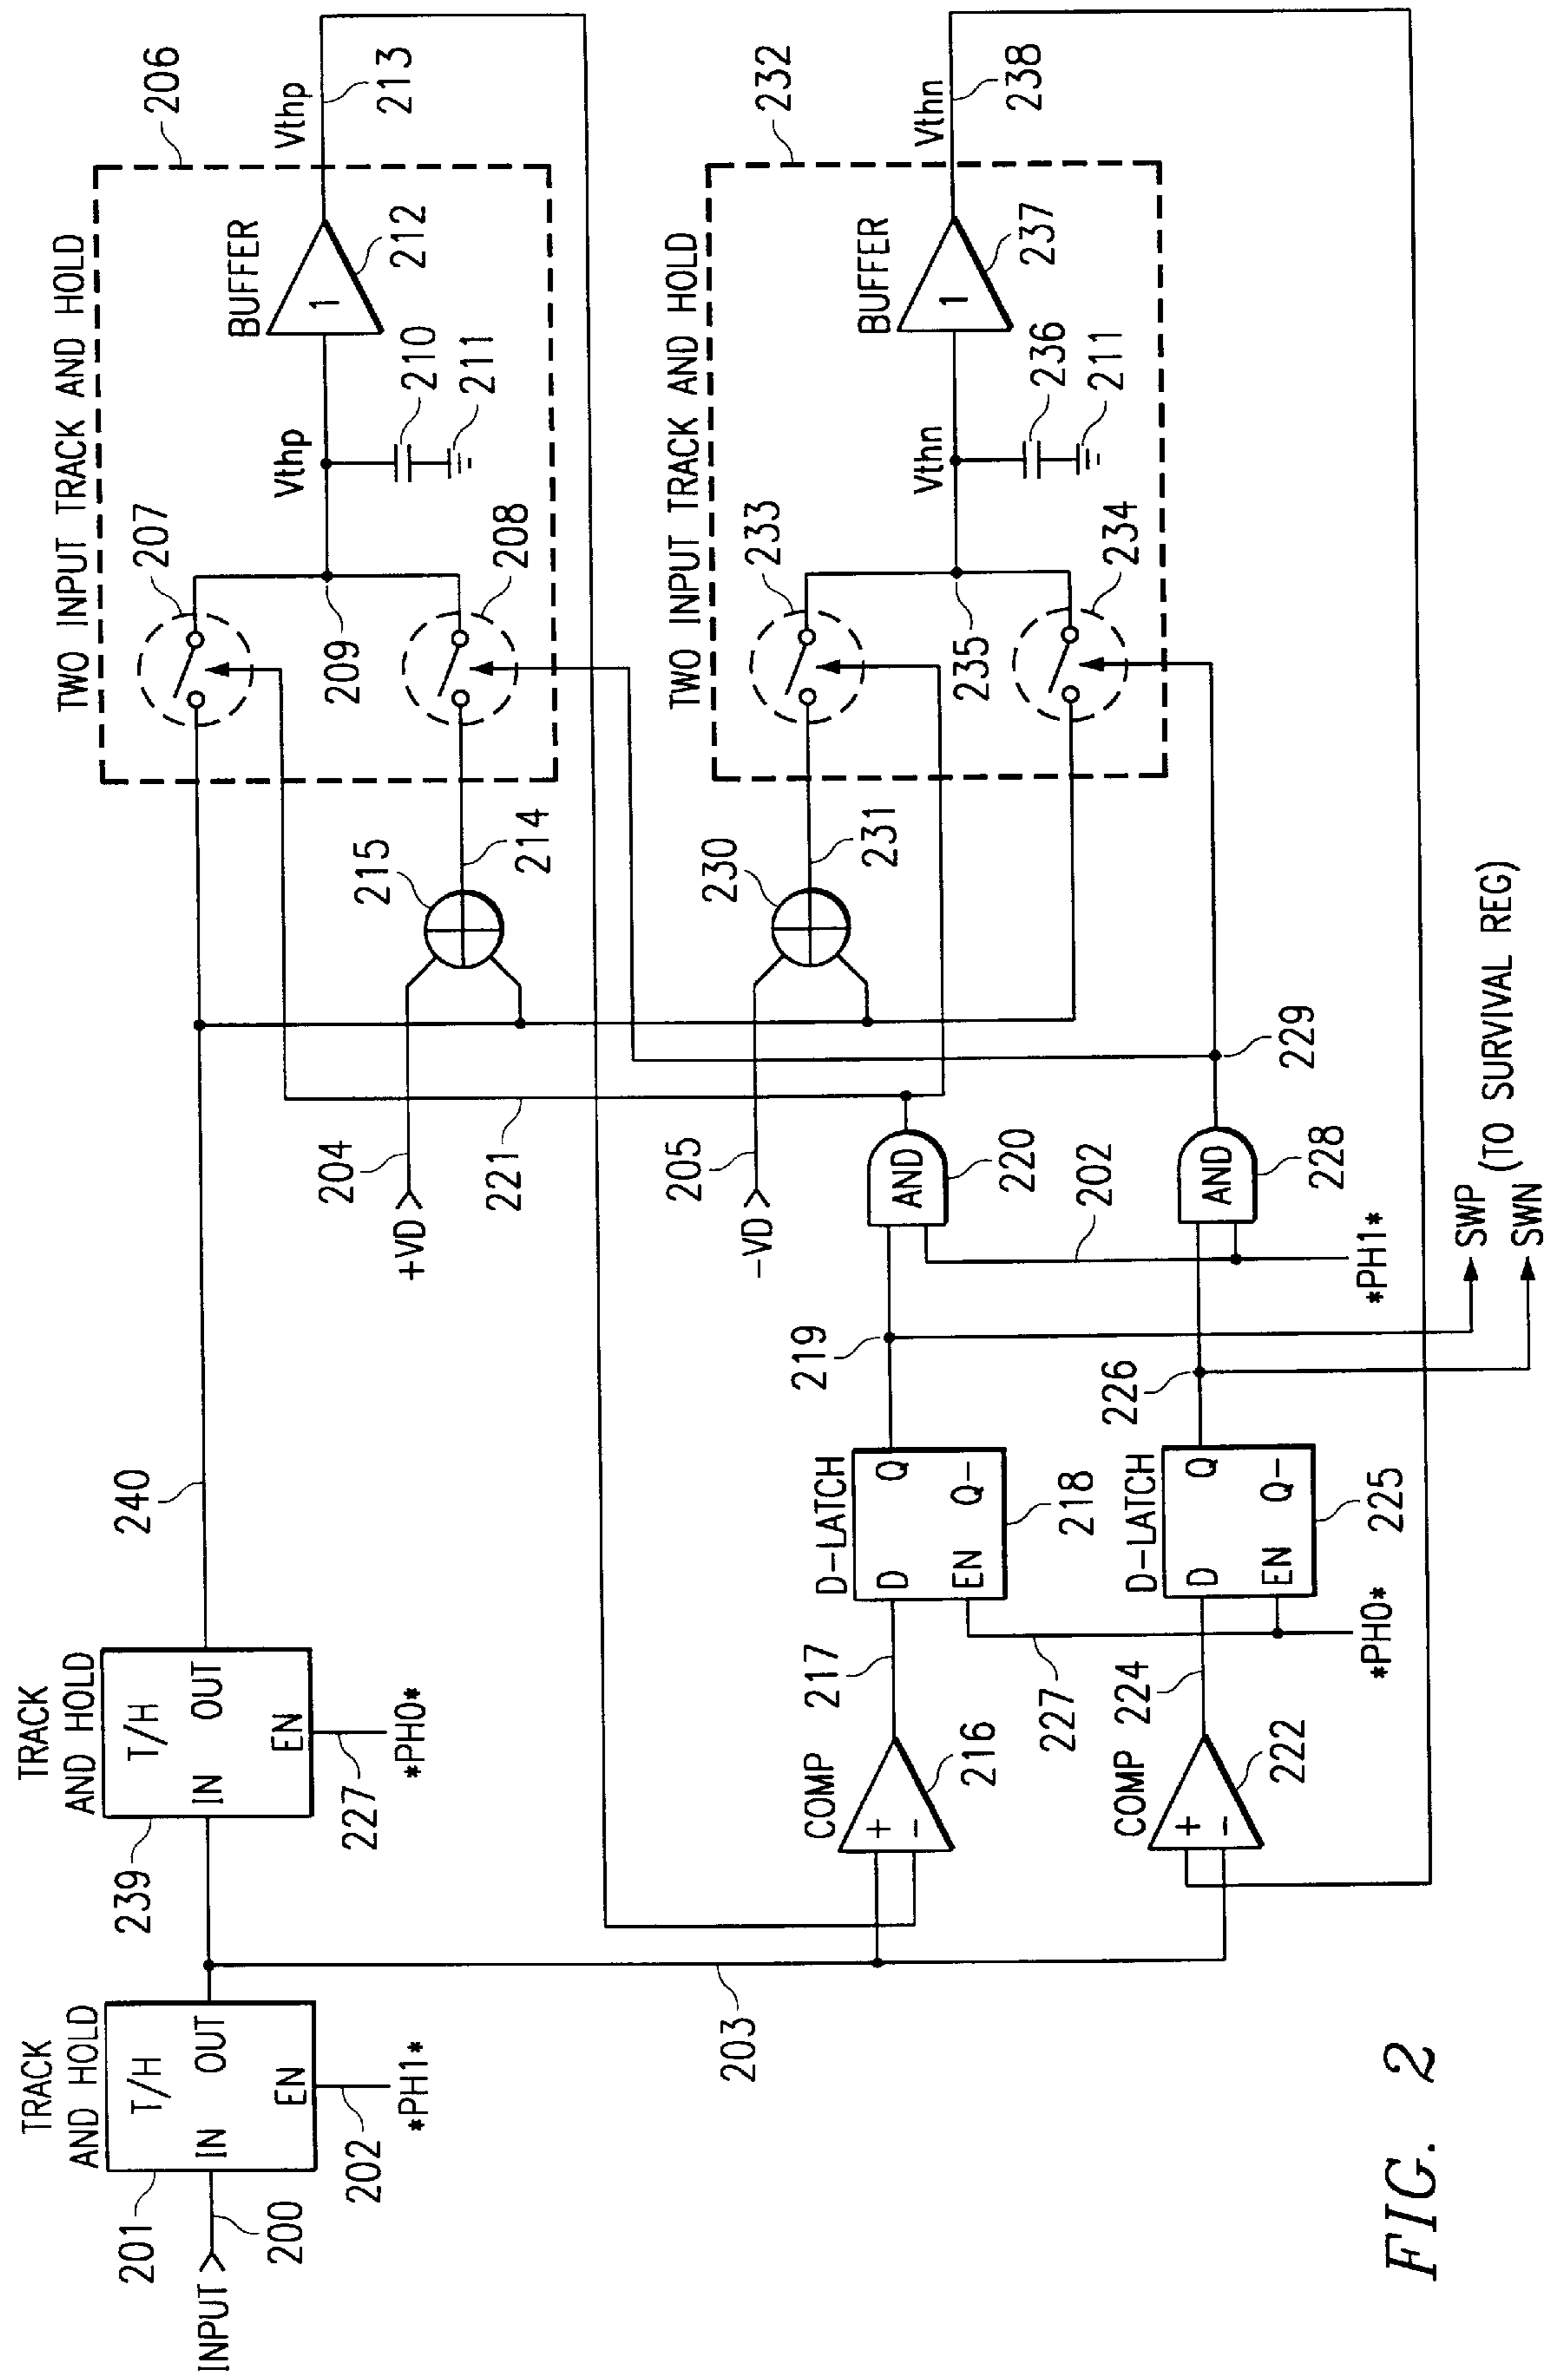 INPUT
200
201
TRACK
AND HOLD
T/H
IN
OUT
EN
202
*PH1*
203
239
TRACK
AND HOLD
T/H
IN
OUT
EN
227
*PH0*
240
TWO INPUT TRACK AND HOLD
206
207
208
209
Vthp
210
211
BUFFER
1
212
Vthp
213
+VD
204
221
215
214
-VD
205
230
231
TWO INPUT TRACK AND HOLD
232
233
234
235
Vthn
236
211
BUFFER
1
237
Vthn
238
COMP
+
-
216
217
D-LATCH
D
Q
EN
Q-
218
219
AND
220
202
COMP
+
-
222
224
227
*PH0*
D-LATCH
D
Q
EN
Q-
225
226
AND
228
*PH1*
229
SWP
SWN
(TO SURVIVAL REG)
FIG. 2